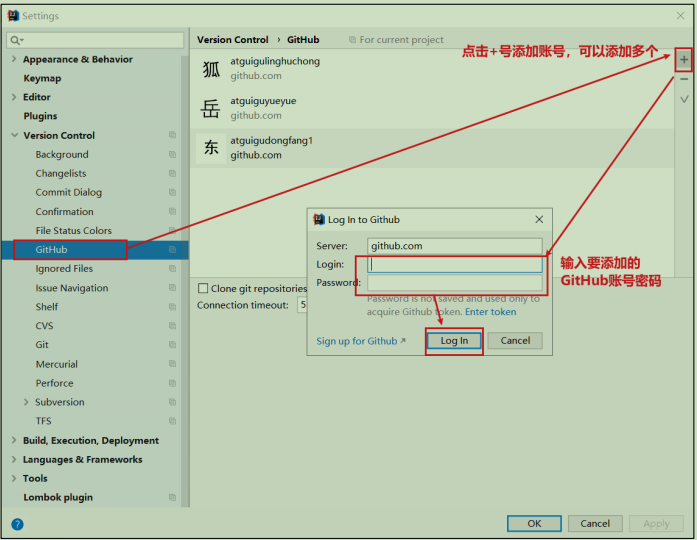 Settings
Version Control › GitHub
For current project
点击+号添加账号，可以添加多个
Appearance & Behavior
Keymap
Editor
Plugins
Version Control
Background
Changelists
Commit Dialog
Confirmation
File Status Colors
GitHub
Ignored Files
Issue Navigation
Shelf
CVS
Git
Mercurial
Perforce
Subversion
TFS
Build, Execution, Deployment
Languages & Frameworks
Tools
Lombok plugin
狐
atguigulinghuchong
github.com
岳
atguiguyueyue
github.com
东
atguigudongfang1
github.com
Clone git repositories
Connection timeout: 5
Log In to Github
Server: github.com
Login:
Password:
Password is not saved and used only to
acquire Github token. Enter token
Sign up for Github
Log In
Cancel
输入要添加的
GitHub账号密码
?
OK
Cancel
Apply